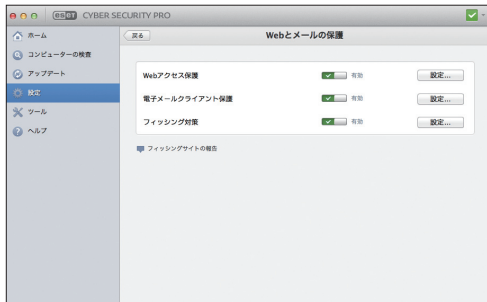 eset CYBER SECURITY PRO
ホーム
コンピューターの検査
アップデート
設定
ツール
ヘルプ
戻る
Webとメールの保護
Webアクセス保護 有効 設定...
電子メールクライアント保護 有効 設定...
フィッシング対策 有効 設定...
フィッシングサイトの報告